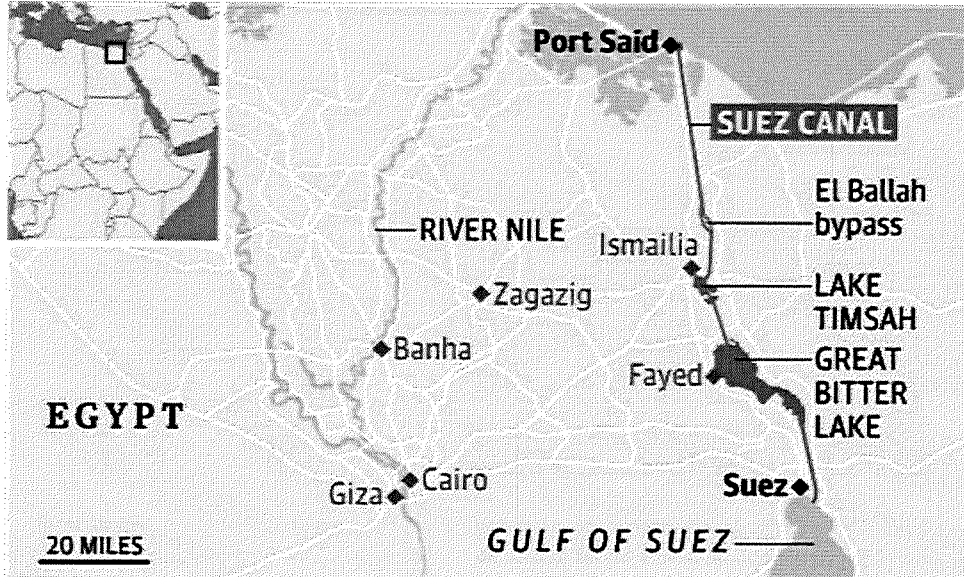 Port Said
SUEZ CANAL
El Ballah
bypass
RIVER NILE
Ismailia
Zagazig
LAKE
TIMSAH
Banha
GREAT
BITTER
LAKE
Fayed
EGYPT
Cairo
Giza
Suez
20 MILES
GULF OF SUEZ